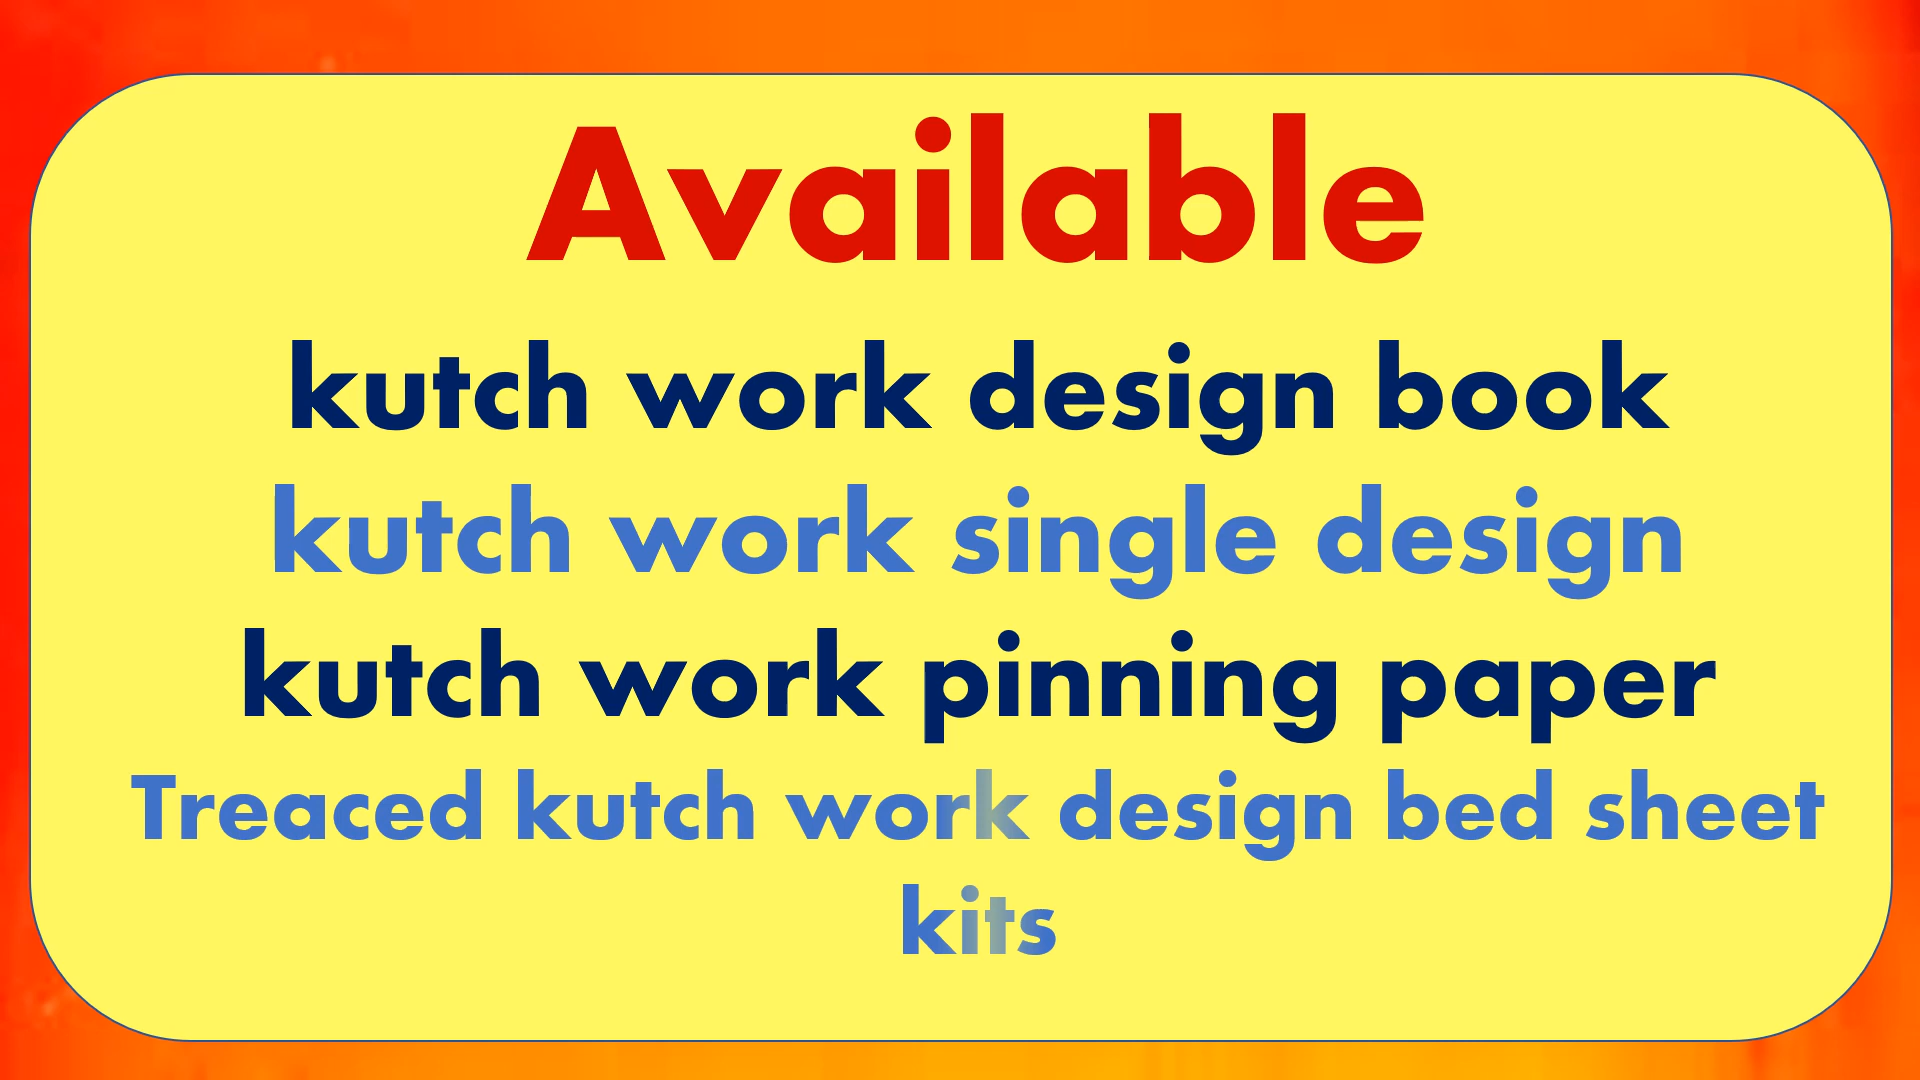 Available
kutch work design book
kutch work single design
kutch work pinning paper
Treaced kutch work design bed sheet
kits